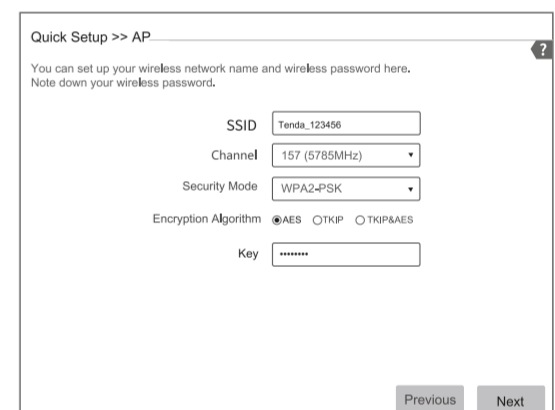 Quick Setup >> AP
?
You can set up your wireless network name and wireless password here.
Note down your wireless password.
SSID Tenda_123456
Channel 157 (5785MHz)
Security Mode WPA2-PSK
Encryption Algorithm AES TKIP TKIP&AES
Key ••••••••
Previous Next